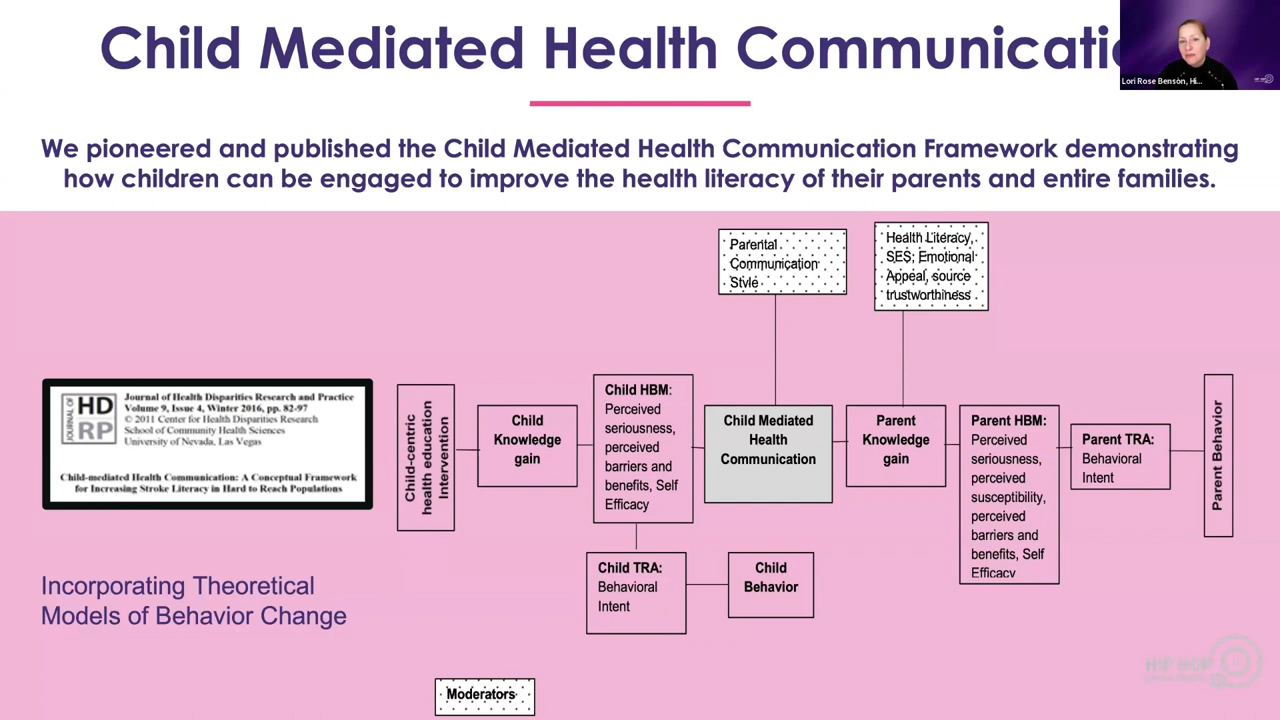 Child Mediated Health Communicati
Lori Rose Benson, Hi...
We pioneered and published the Child Mediated Health Communication Framework demonstrating
how children can be engaged to improve the health literacy of their parents and entire families.
Parental
Communication
Style
Health Literacy,
SES; Emotional
Appeal, source
trustworthiness
JOURNAL OF
HD
RP
Journal of Health Disparities Research and Practice
Volume 9, Issue 4, Winter 2016, pp. 82-97
© 2011 Center for Health Disparities Research
School of Community Health Sciences
University of Nevada, Las Vegas
Child-mediated Health Communication: A Conceptual Framework
for Increasing Stroke Literacy in Hard to Reach Populations
Child-centric
health education
Intervention
Child
Knowledge
gain
Child HBM:
Perceived
seriousness,
perceived
barriers and
benefits, Self
Efficacy
Child Mediated
Health
Communication
Parent
Knowledge
gain
Parent HBM:
Perceived
seriousness,
perceived
susceptibility,
perceived
barriers and
benefits, Self
Efficacy
Parent TRA:
Behavioral
Intent
Parent Behavior
Child TRA:
Behavioral
Intent
Child
Behavior
Incorporating Theoretical
Models of Behavior Change
Moderators
HIP HOP